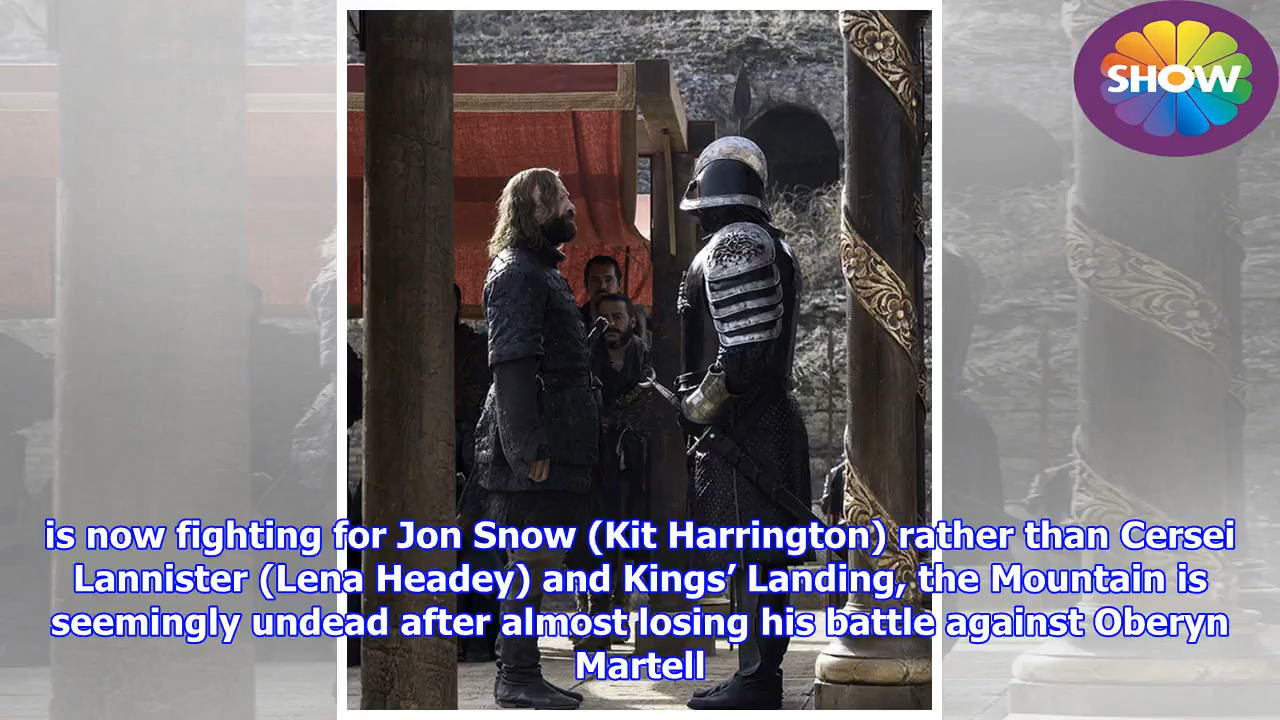 SHOW
is now fighting for Jon Snow (Kit Harrington) rather than Cersei
Lannister (Lena Headey) and Kings’ Landing, the Mountain is
seemingly undead after almost losing his battle against Oberyn
Martell